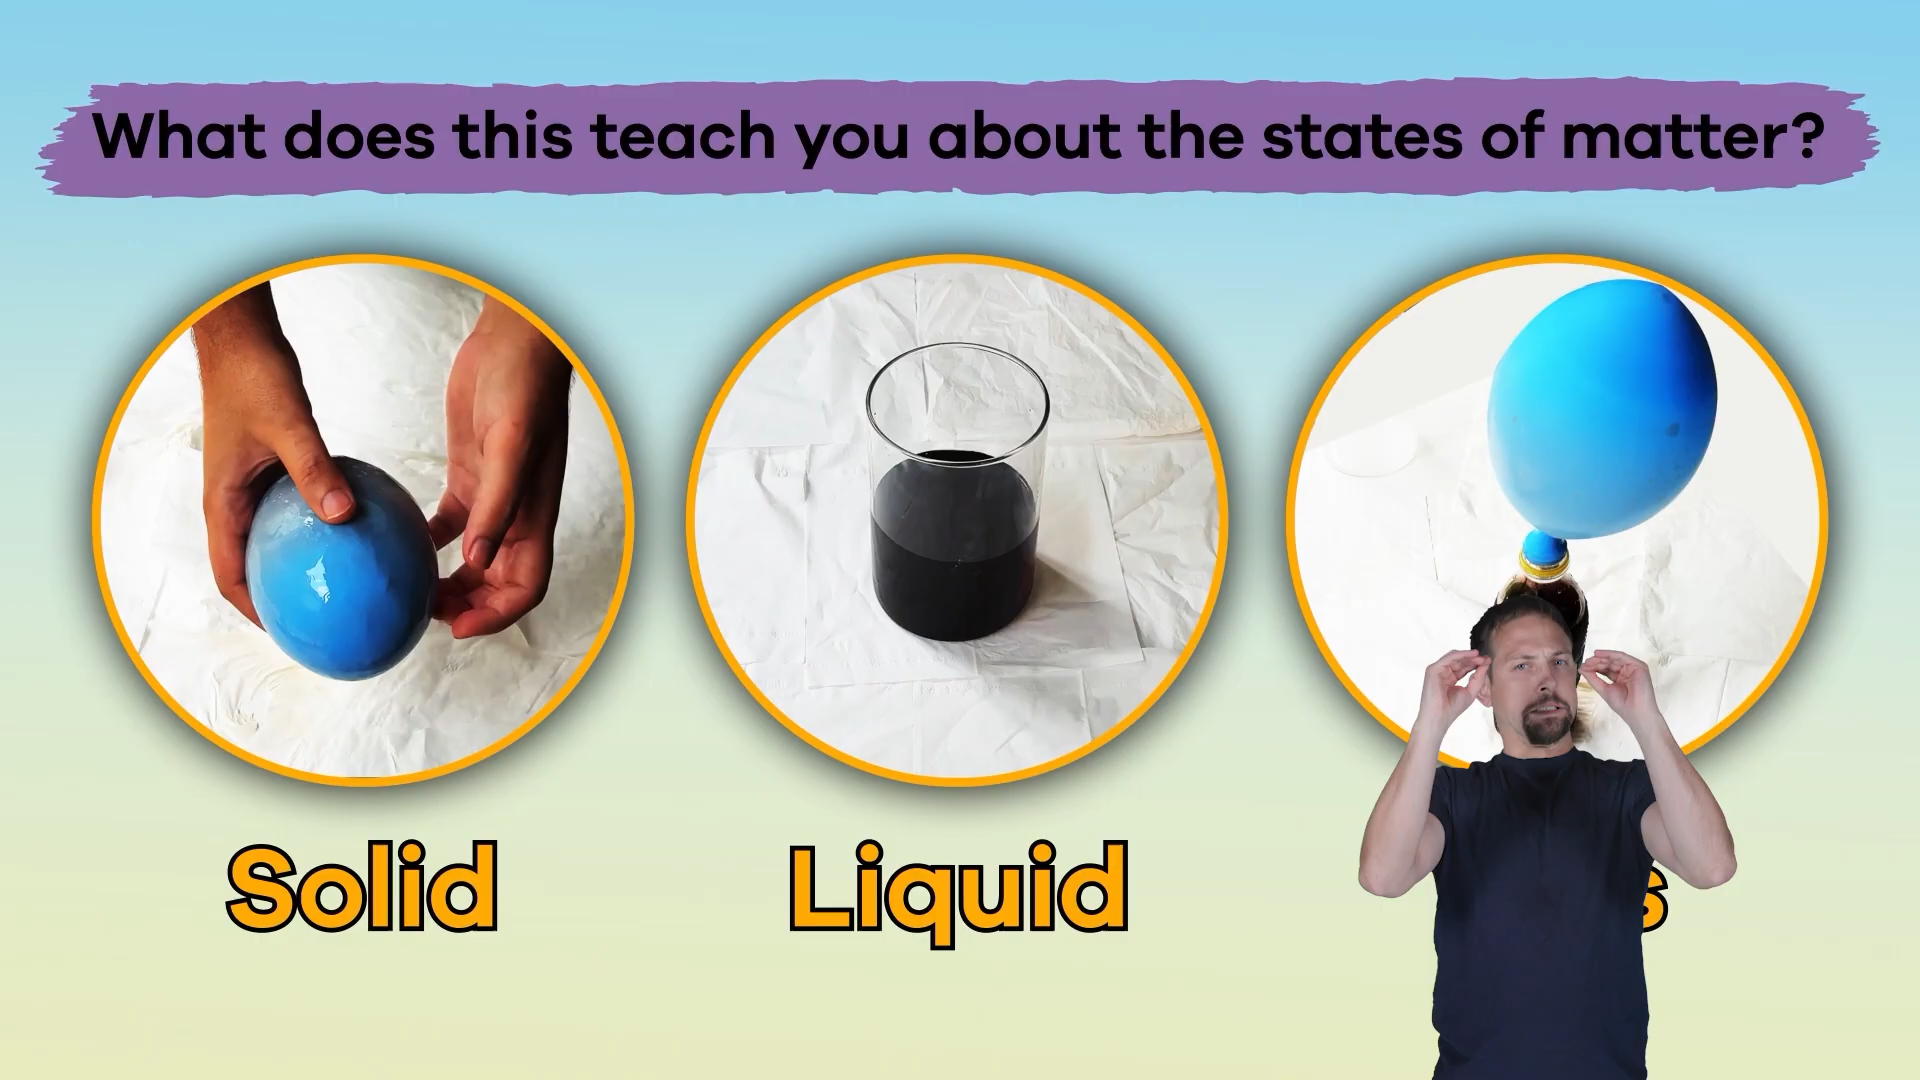 What does this teach you about the states of matter?
Solid
Liquid